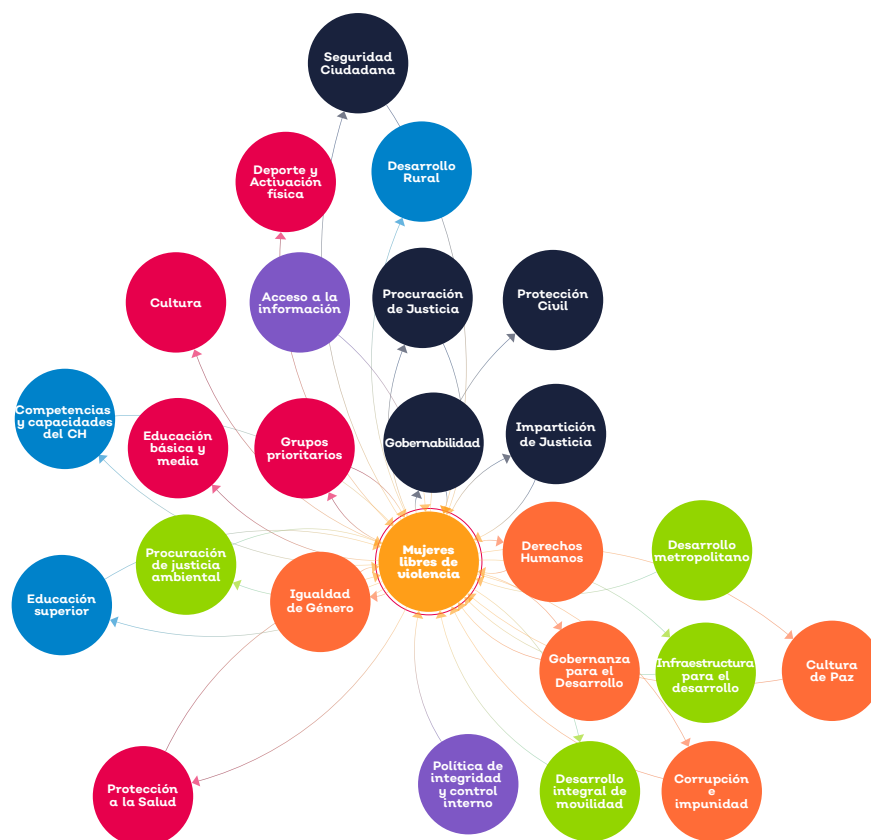 Seguridad
Ciudadana
Deporte y
Activación
física
Desarrollo
Rural
Cultura
Acceso a la
información
Procuración
de Justicia
Protección
Civil
Competencias
y capacidades
del CH
Educación
básica y
media
Grupos
prioritarios
Gobernabilidad
Impartición
de Justicia
Procuración
de justicia
ambiental
Mujeres
libres de
violencia
Derechos
Humanos
Desarrollo
metropolitano
Educación
superior
Igualdad
de Género
Gobernanza
para el
Desarrollo
Infraestructura
para el
desarrollo
Cultura
de Paz
Protección
a la Salud
Política de
integridad
y control
interno
Desarrollo
integral de
movilidad
Corrupción
e
impunidad